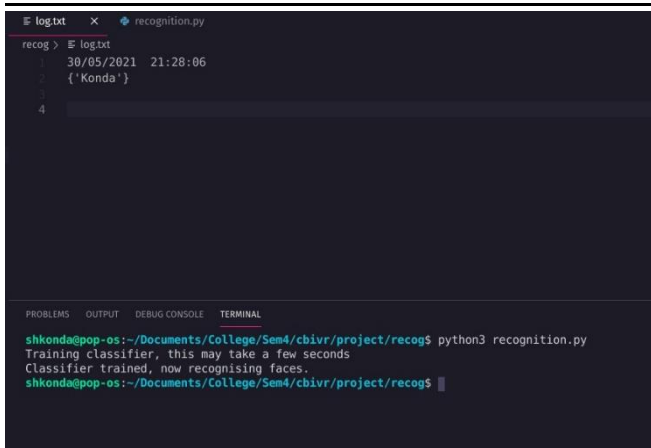 log.txt × recognition.py
recog > log.txt
1 30/05/2021 21:28:06
2 {'Konda'}
3
4
PROBLEMS OUTPUT DEBUG CONSOLE TERMINAL
shkonda@pop-os:~/Documents/College/Sem4/cbivr/project/recog$ python3 recognition.py
Training classifier, this may take a few seconds
Classifier trained, now recognising faces.
shkonda@pop-os:~/Documents/College/Sem4/cbivr/project/recog$